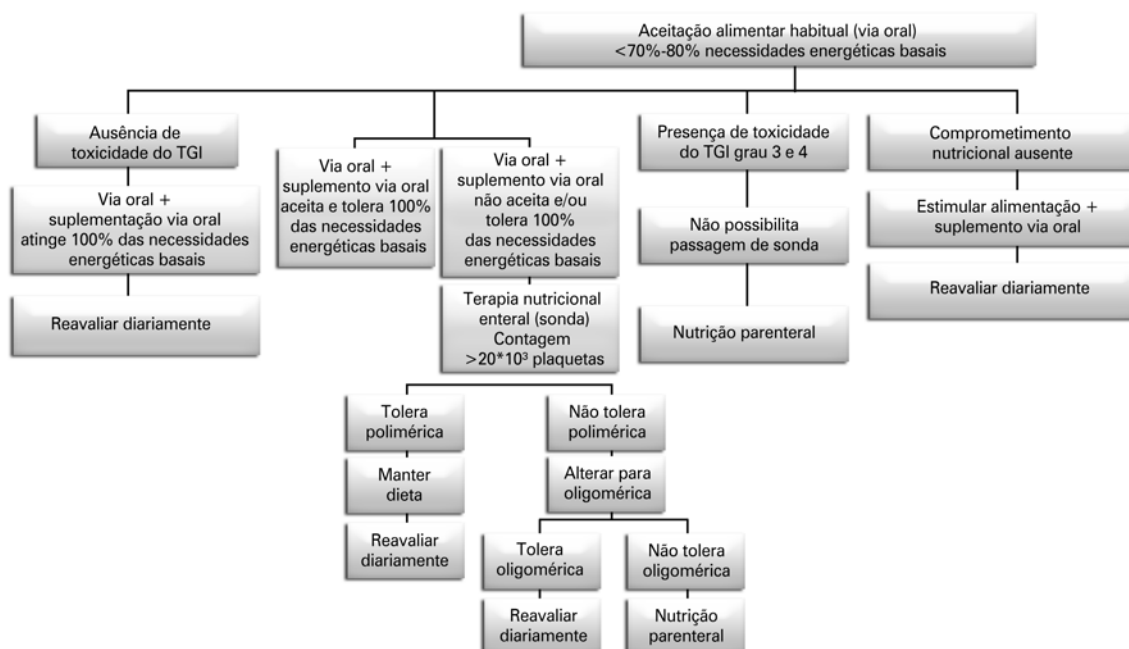 Aceitação alimentar habitual (via oral)
<70%-80% necessidades energéticas basais
Ausência de
toxicidade do TGI
Via oral +
suplementação via oral
atinge 100% das necessidades
energéticas basais
Reavaliar diariamente
Via oral +
suplemento via oral
aceita e tolera 100%
das necessidades
energéticas basais
Via oral +
suplemento via oral
não aceita e/ou
tolera 100%
das necessidades
energéticas basais
Terapia nutricional
enteral (sonda)
Contagem
>20*10³ plaquetas
Tolera
polimérica
Manter
dieta
Reavaliar
diariamente
Não tolera
polimérica
Alterar para
oligomérica
Tolera
oligomérica
Reavaliar
diariamente
Não tolera
oligomérica
Nutrição
parenteral
Presença de toxicidade
do TGI grau 3 e 4
Não possibilita
passagem de sonda
Nutrição parenteral
Comprometimento
nutricional ausente
Estimular alimentação +
suplemento via oral
Reavaliar diariamente